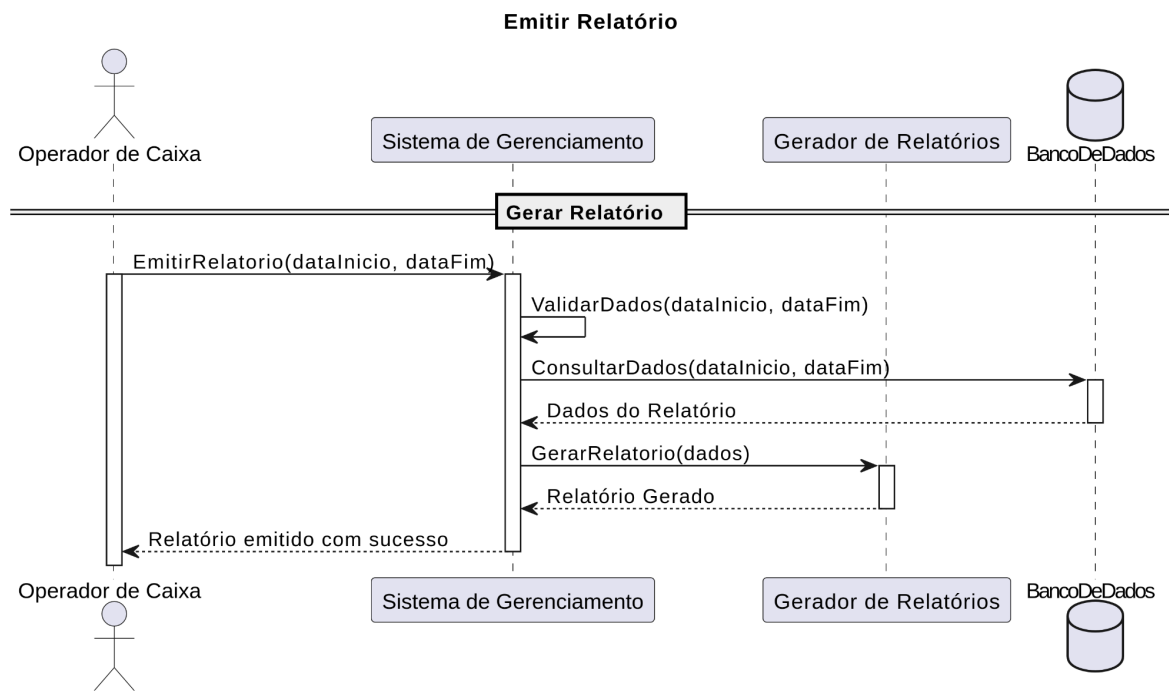 Emitir Relatório
Operador de Caixa
Sistema de Gerenciamento
Gerador de Relatórios
BancoDeDados
Gerar Relatório
EmitirRelatorio(dataInicio, dataFim)
ValidarDados(dataInicio, dataFim)
ConsultarDados(dataInicio, dataFim)
Dados do Relatório
GerarRelatorio(dados)
Relatório Gerado
Relatório emitido com sucesso
Operador de Caixa
Sistema de Gerenciamento
Gerador de Relatórios
BancoDeDados